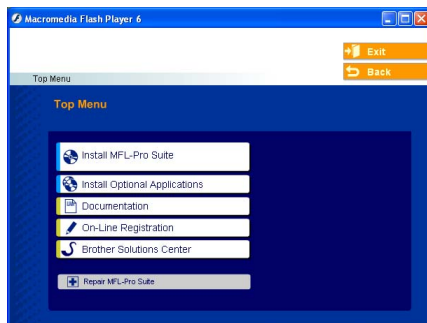 Macromedia Flash Player 6
Exit
Back
Top Menu
Top Menu
Install MFL-Pro Suite
Install Optional Applications
Documentation
On-Line Registration
Brother Solutions Center
Repair MFL-Pro Suite